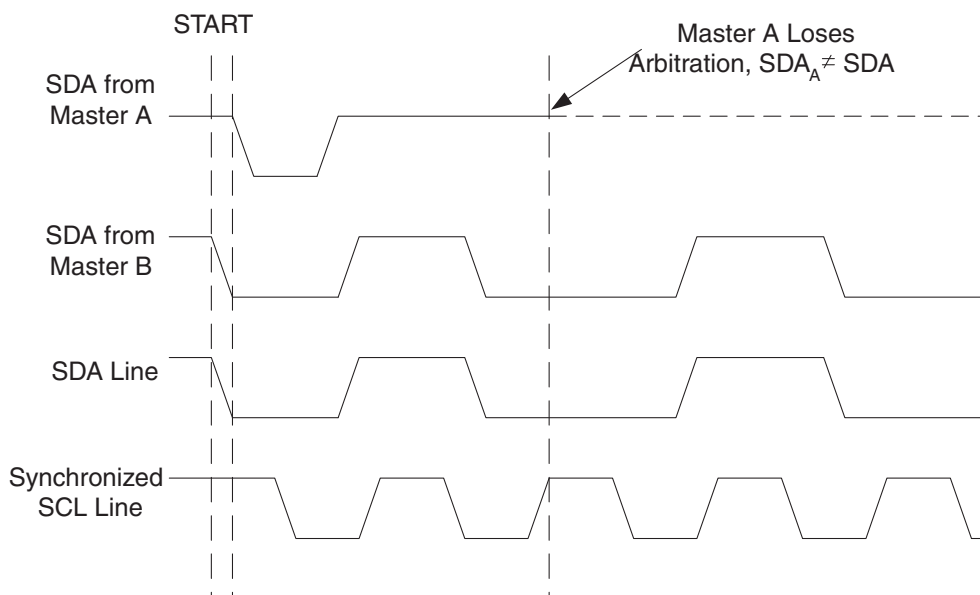 START
Master A Loses
Arbitration, SDA_A ≠ SDA
SDA from
Master A
SDA from
Master B
SDA Line
Synchronized
SCL Line